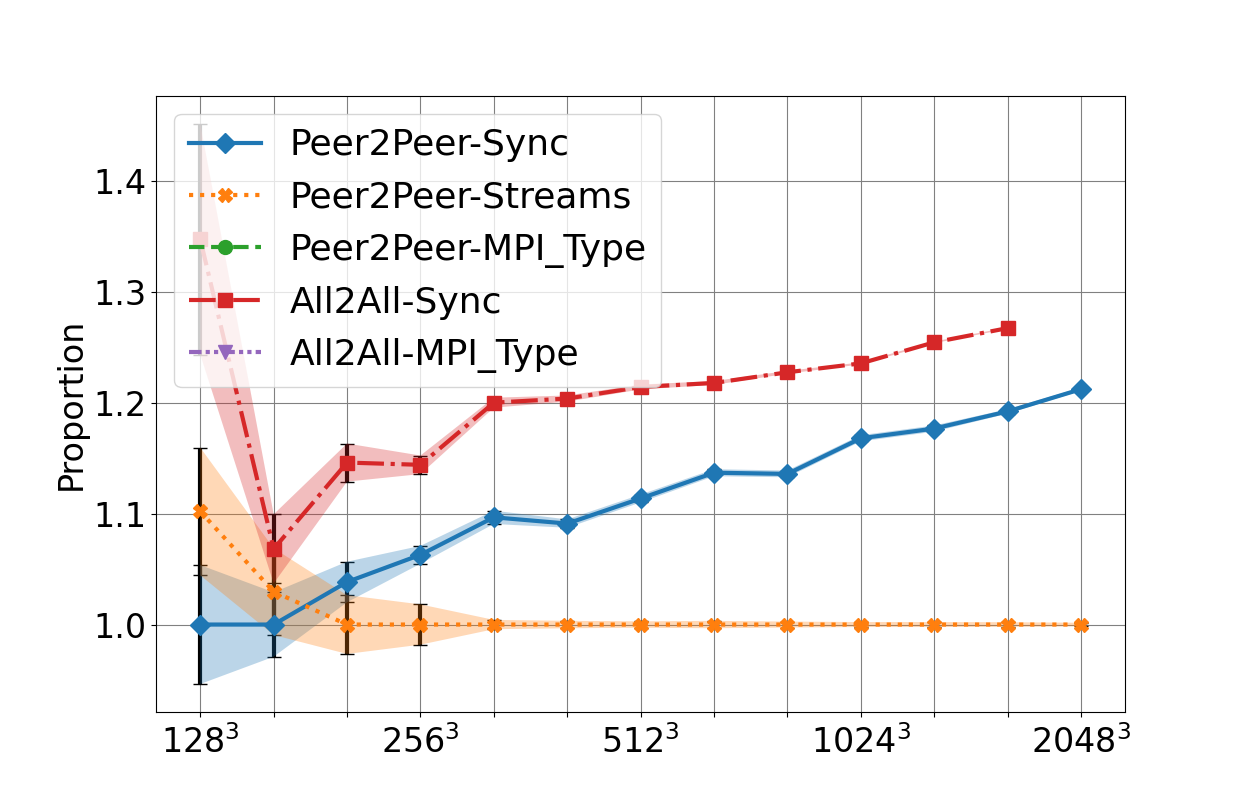 Peer2Peer-Sync
Peer2Peer-Streams
Peer2Peer-MPI_Type
All2All-Sync
All2All-MPI_Type
Proportion
1.4
1.3
1.2
1.1
1.0
128³ 256³ 512³ 1024³ 2048³